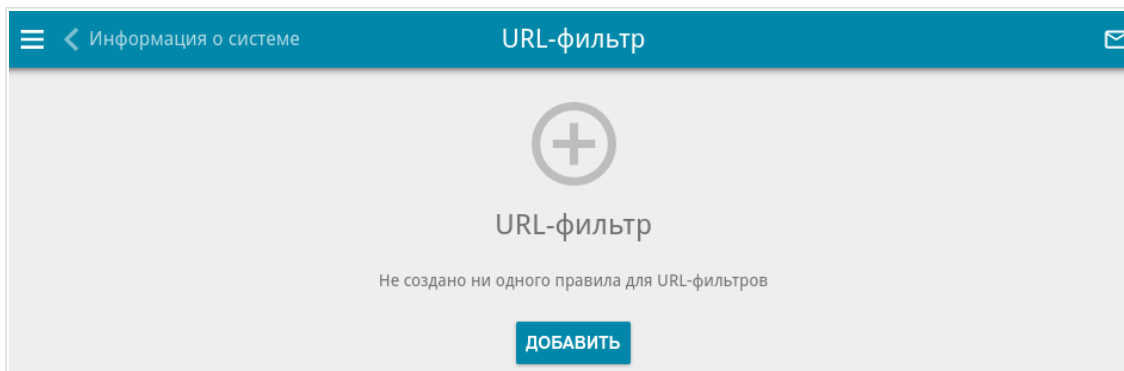 Информация о системе
URL-фильтр
URL-фильтр
Не создано ни одного правила для URL-фильтров
ДОБАВИТЬ